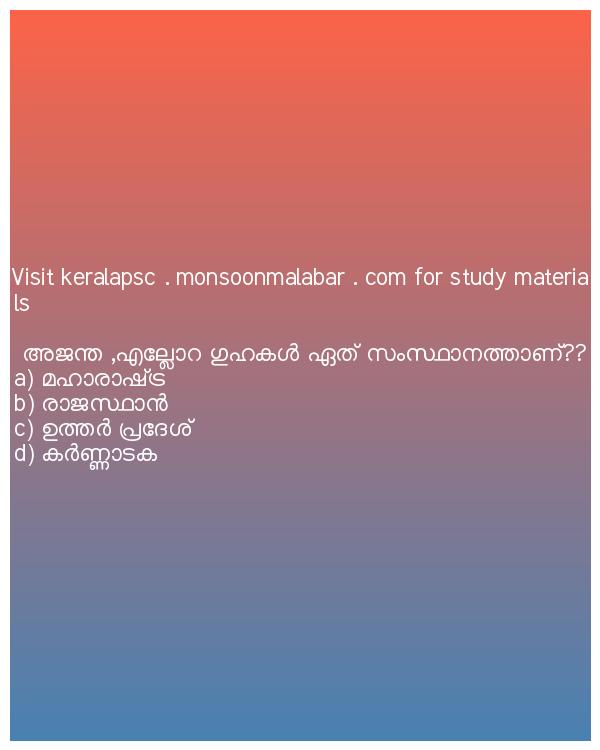 Visit keralapsc . monsoonmalabar . com for study materia
ls
അജന്ത ,എല്ലോറ ഗുഹകൾ ഏത് സംസ്ഥാനത്താണ്??
a) മഹാരാഷ്ട്ര
b) രാജസ്ഥാൻ
c) ഉത്തർ പ്രദേശ്
d) കർണ്ണാടക